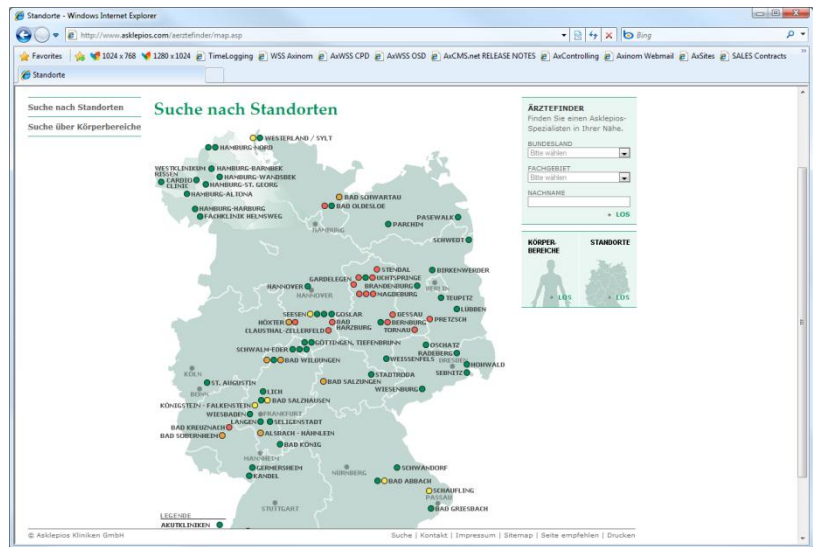 Standorte - Windows Internet Explorer
http://www.asklepios.com/aerztefinder/map.asp
Bing
Favorites 1024 x 768 1280 x 1024 TimeLogging WSS Axinom AxWSS CPD AxWSS OSD AxCMS.net RELEASE NOTES AxControlling Axinom Webmail AxSites SALES Contracts
Standorte
Suche nach Standorten
Suche über Körperbereiche
Suche nach Standorten
WESTERLAND / SYLT
HAMBURG-NORD
WESTKLINIKUM
RISSEN
HAMBURG-BARMBEK
CARDIO
CLINIC
HAMBURG-WANDSBEK
HAMBURG-ST. GEORG
HAMBURG-ALTONA
HAMBURG-HARBURG
FACHKLINIK HELMSWEG
BAD SCHWARTAU
BAD OLDESLOE
HAMBURG
PARCHIM
PASEWALK
SCHWEDT
STENDAL
GARDELEGEN
UCHTSPRINGE
BIRKENWERDER
BRANDENBURG
BERLIN
HANNOVER
HANNOVER
MAGDEBURG
TEUPITZ
LÜBBEN
SEESEN
GOSLAR
DESSAU
HÖXTER
BAD
HARZBURG
BERNBURG
PRETZSCH
CLAUSTHAL-ZELLERFELD
TORNAU
GÖTTINGEN, TIEFENBRUNN
SCHWALM-EDER
OSCHATZ
RADEBERG
BAD WILDUNGEN
WEISSENFELS
DRESDEN
HOHWALD
SEBNITZ
KÖLN
STADTRODA
ST. AUGUSTIN
BAD SALZUNGEN
WIESENBURG
BONN
LICH
BAD SALZHAUSEN
KÖNIGSTEIN - FALKENSTEIN
WIESBADEN
FRANKFURT
LANGEN
SELIGENSTADT
BAD KREUZNACH
BAD SOBERNHEIM
ALSBACH - HÄHNLEIN
BAD KÖNIG
MANNHEIM
GERMERSHEIM
KANDEL
NÜRNBERG
SCHWANDORF
BAD ABBACH
SCHAUFLING
PASSAU
STUTTGART
BAD GRIESBACH
LEGENDE
AKUTKLINIKEN
ÄRZTEFINDER
Finden Sie einen Asklepios-
Spezialisten in Ihrer Nähe.
BUNDESLAND
Bitte wählen
FACHGEBIET
Bitte wählen
NACHNAME
LOS
KÖRPER-
BEREICHE
STANDORTE
LOS
LOS
© Asklepios Kliniken GmbH
Suche | Kontakt | Impressum | Sitemap | Seite empfehlen | Drucken